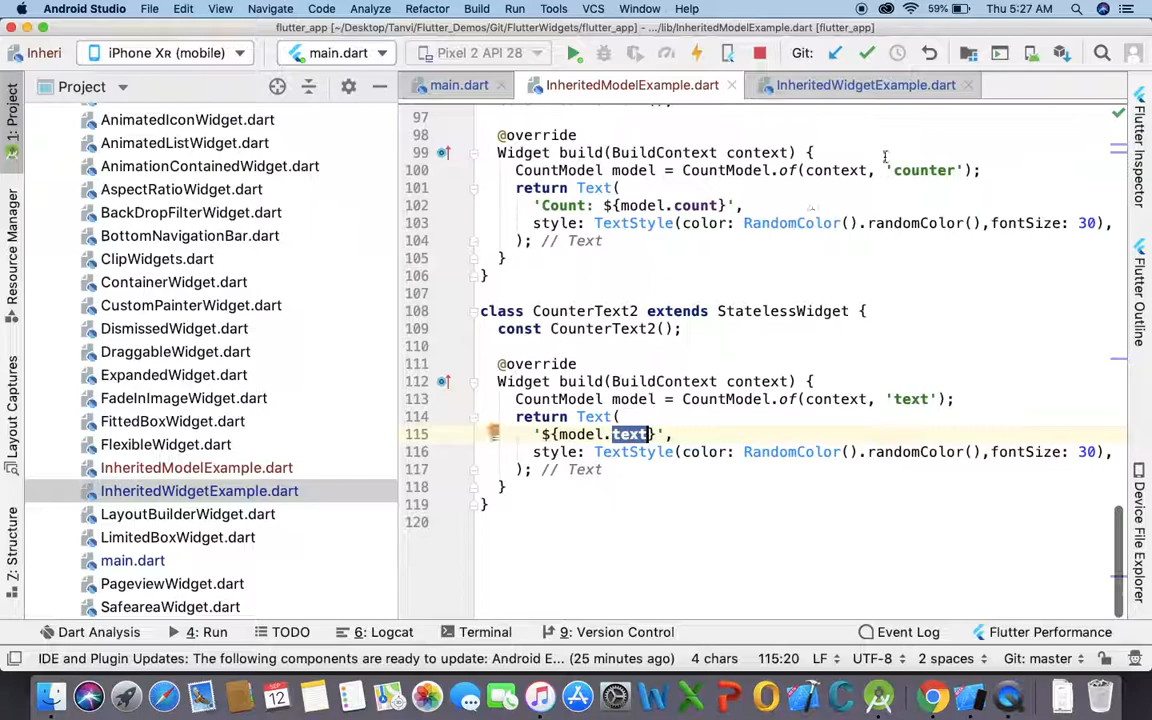 Android Studio File Edit View Navigate Code Analyze Refactor Build Run Tools VCS Window Help 59% Thu 5:27 AM
flutter_app [~/Desktop/Tanvi/Flutter_Demos/Git/FlutterWidgets/flutter_app] - .../lib/InheritedModelExample.dart [flutter_app]
Inheri iPhone Xʀ (mobile) main.dart Pixel 2 API 28 Git:
Project main.dart InheritedModelExample.dart InheritedWidgetExample.dart
1: Project
Resource Manager
Layout Captures
Z: Structure
AnimatedIconWidget.dart
AnimatedListWidget.dart
AnimationContainedWidget.dart
AspectRatioWidget.dart
BackDropFilterWidget.dart
BottomNavigationBar.dart
ClipWidgets.dart
ContainerWidget.dart
CustomPainterWidget.dart
DismissedWidget.dart
DraggableWidget.dart
ExpandedWidget.dart
FadeInImageWidget.dart
FittedBoxWidget.dart
FlexibleWidget.dart
InheritedModelExample.dart
InheritedWidgetExample.dart
LayoutBuilderWidget.dart
LimitedBoxWidget.dart
main.dart
PageviewWidget.dart
SafeareaWidget.dart
97
98 @override
99 Widget build(BuildContext context) {
100 CountModel model = CountModel.of(context, 'counter');
101 return Text(
102 'Count: ${model.count}',
103 style: TextStyle(color: RandomColor().randomColor(),fontSize: 30),
104 ); // Text
105 }
106 }
107
108 class CounterText2 extends StatelessWidget {
109 const CounterText2();
110
111 @override
112 Widget build(BuildContext context) {
113 CountModel model = CountModel.of(context, 'text');
114 return Text(
115 '${model.text}',
116 style: TextStyle(color: RandomColor().randomColor(),fontSize: 30),
117 ); // Text
118 }
119 }
120
Flutter Inspector
Flutter Outline
Device File Explorer
Dart Analysis 4: Run TODO 6: Logcat Terminal 9: Version Control Event Log Flutter Performance
IDE and Plugin Updates: The following components are ready to update: Android E... (25 minutes ago) 4 chars 115:20 LF UTF-8 2 spaces Git: master
SEP
12